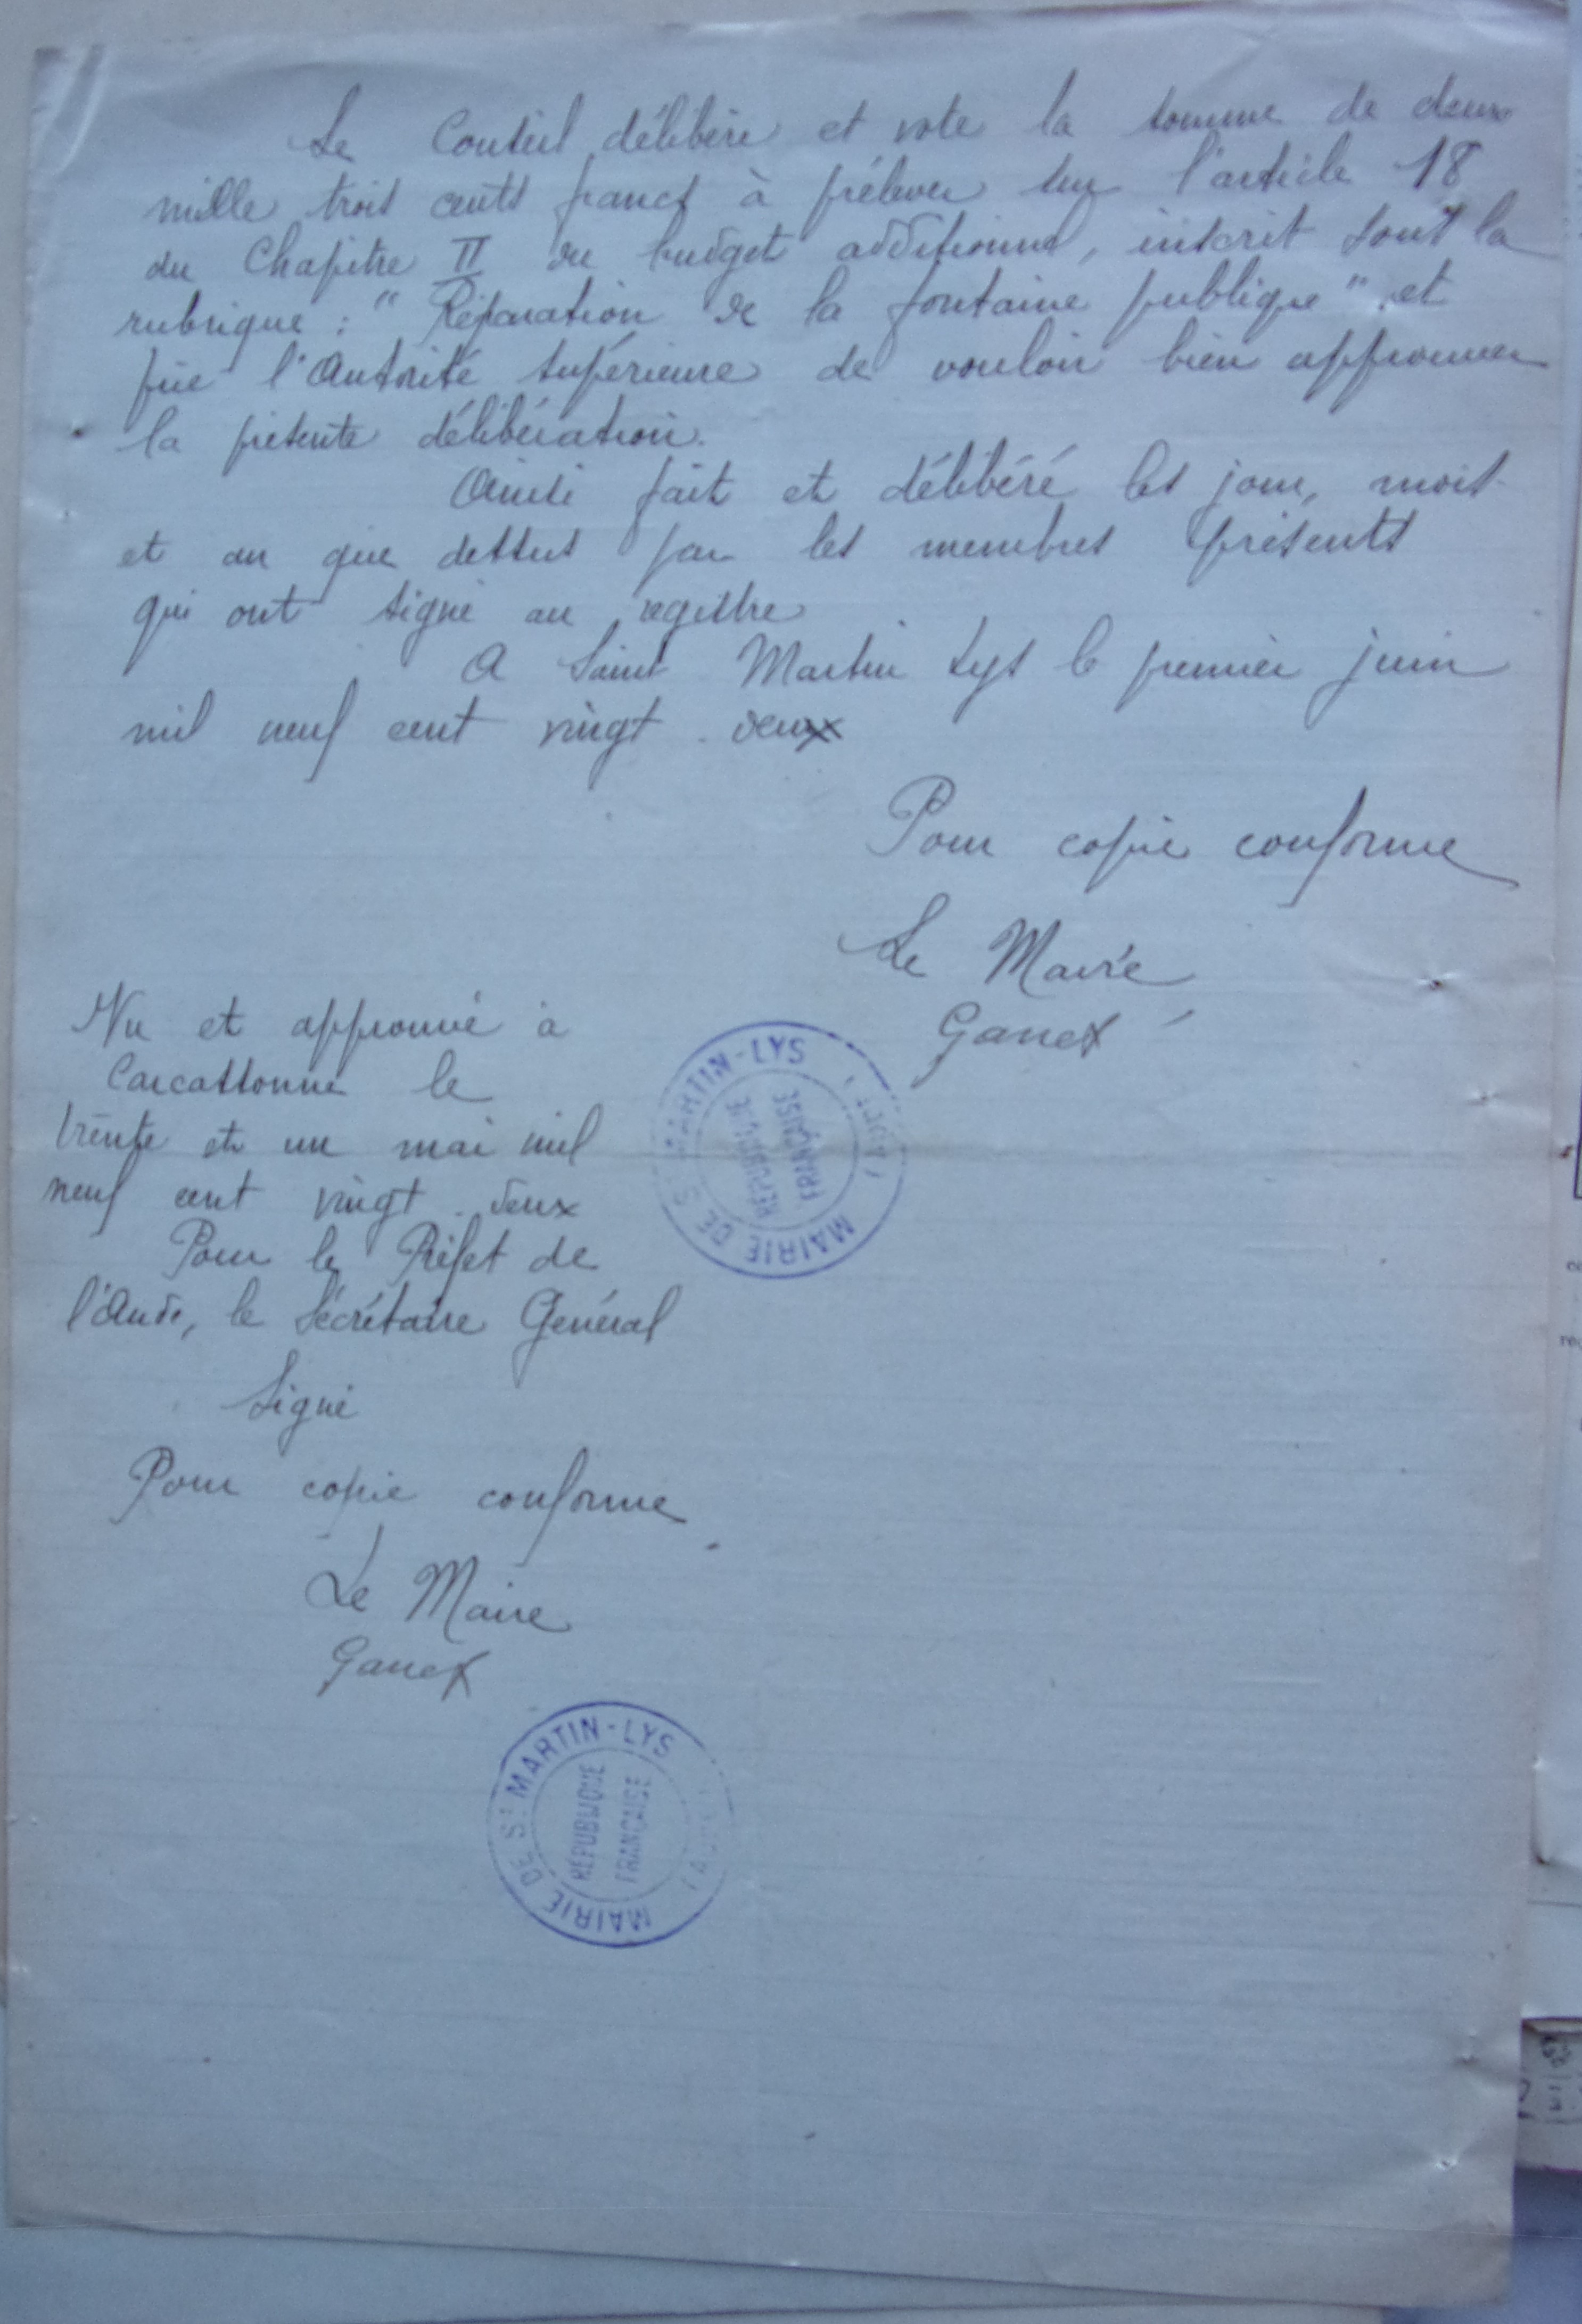 Le Conseil délibère et vote la somme de deux
mille trois cents francs à prélever sur l'article 18
du Chapitre II du budget additionnel, inscrit sous la
rubrique : " Réparation de la fontaine publique " et
prie l'Autorité supérieure de vouloir bien approuver
la présente délibération.
Ainsi fait et délibéré les jour, mois
et an que dessus par les membres présents
qui ont signé au registre
A Saint Martin Lys le premier juin
mil neuf cent vingt-deux
Pour copie conforme
Le Maire
MAIRIE DE St MARTIN-LYS (AUDE)
RÉPUBLIQUE
FRANÇAISE
Vu et approuvé à
Carcassonne le
trente et un mai mil
neuf cent vingt-deux
Pour le Préfet de
l'Aude, le Sécrétaire Général
Signé
Pour copie conforme
Le Maire
MAIRIE DE St MARTIN-LYS (AUDE)
RÉPUBLIQUE
FRANÇAISE